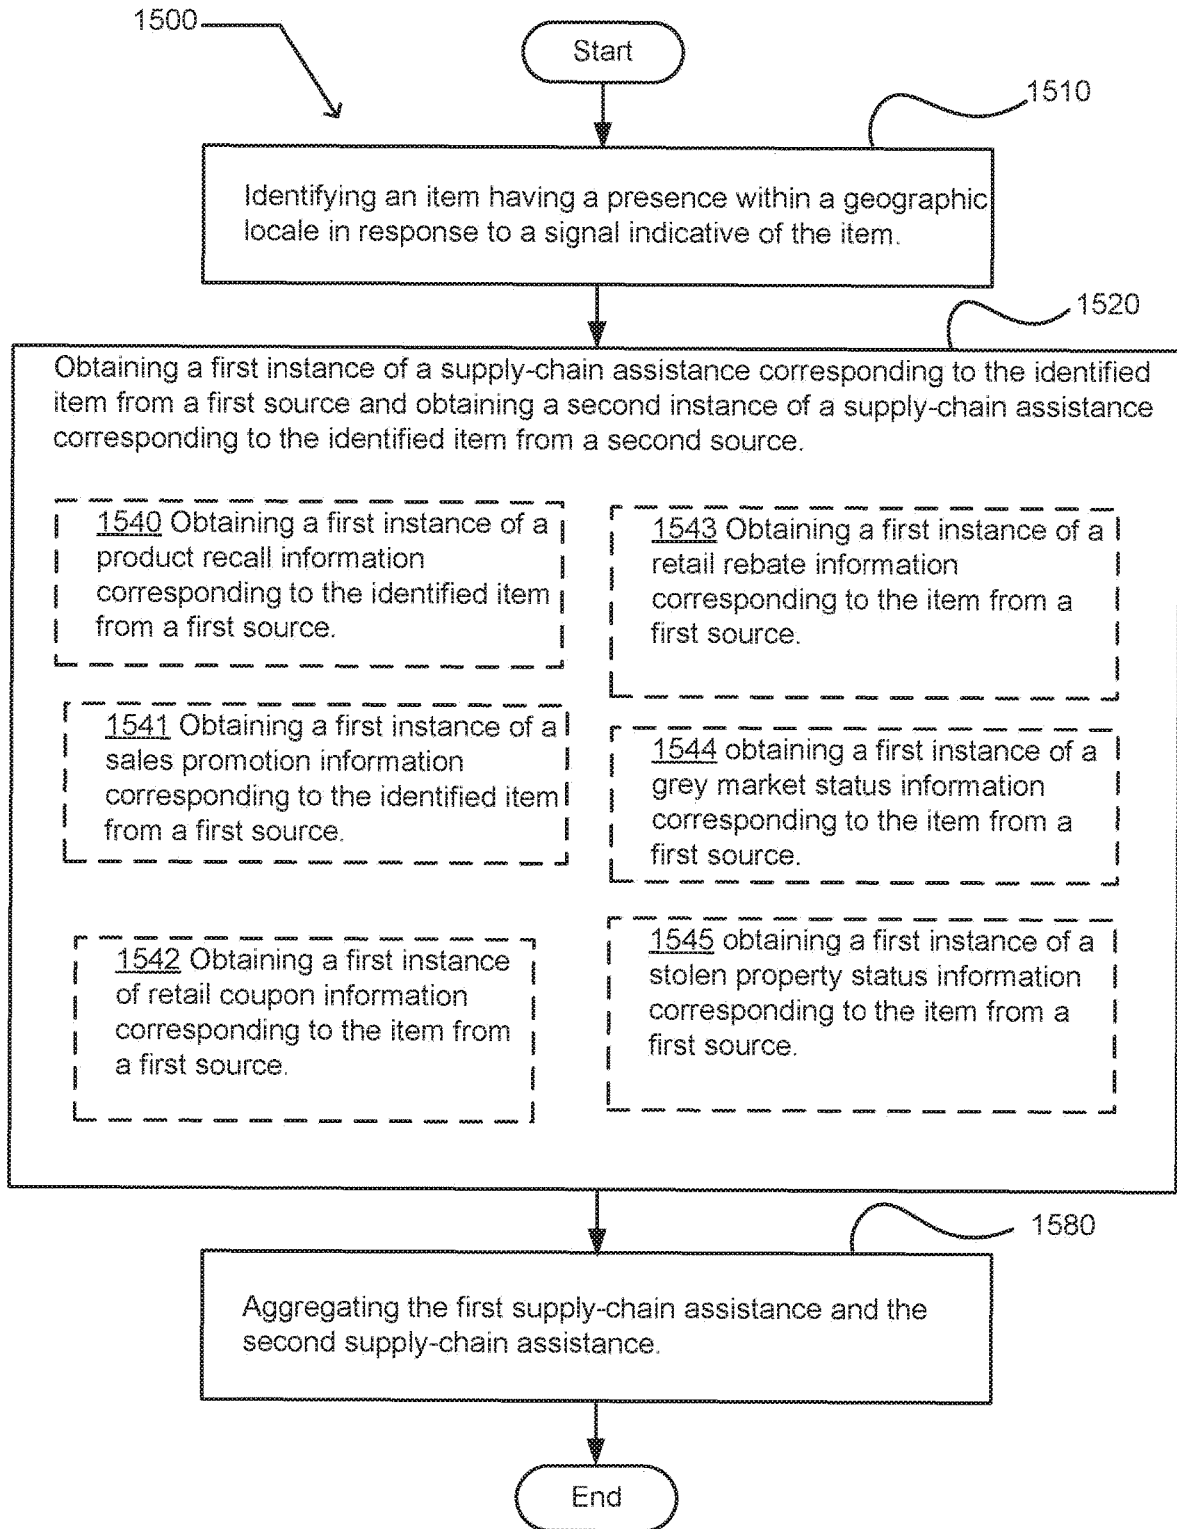 1500
Start
1510
Identifying an item having a presence within a geographic
locale in response to a signal indicative of the item.
1520
Obtaining a first instance of a supply-chain assistance corresponding to the identified
item from a first source and obtaining a second instance of a supply-chain assistance
corresponding to the identified item from a second source.
1540 Obtaining a first instance of a
product recall information
corresponding to the identified item
from a first source.
1541 Obtaining a first instance of a
sales promotion information
corresponding to the identified item
from a first source.
1542 Obtaining a first instance
of retail coupon information
corresponding to the item from
a first source.
1543 Obtaining a first instance of a
retail rebate information
corresponding to the item from a
first source.
1544 obtaining a first instance of a
grey market status information
corresponding to the item from a
first source.
1545 obtaining a first instance of a
stolen property status information
corresponding to the item from a
first source.
1580
Aggregating the first supply-chain assistance and the
second supply-chain assistance.
End